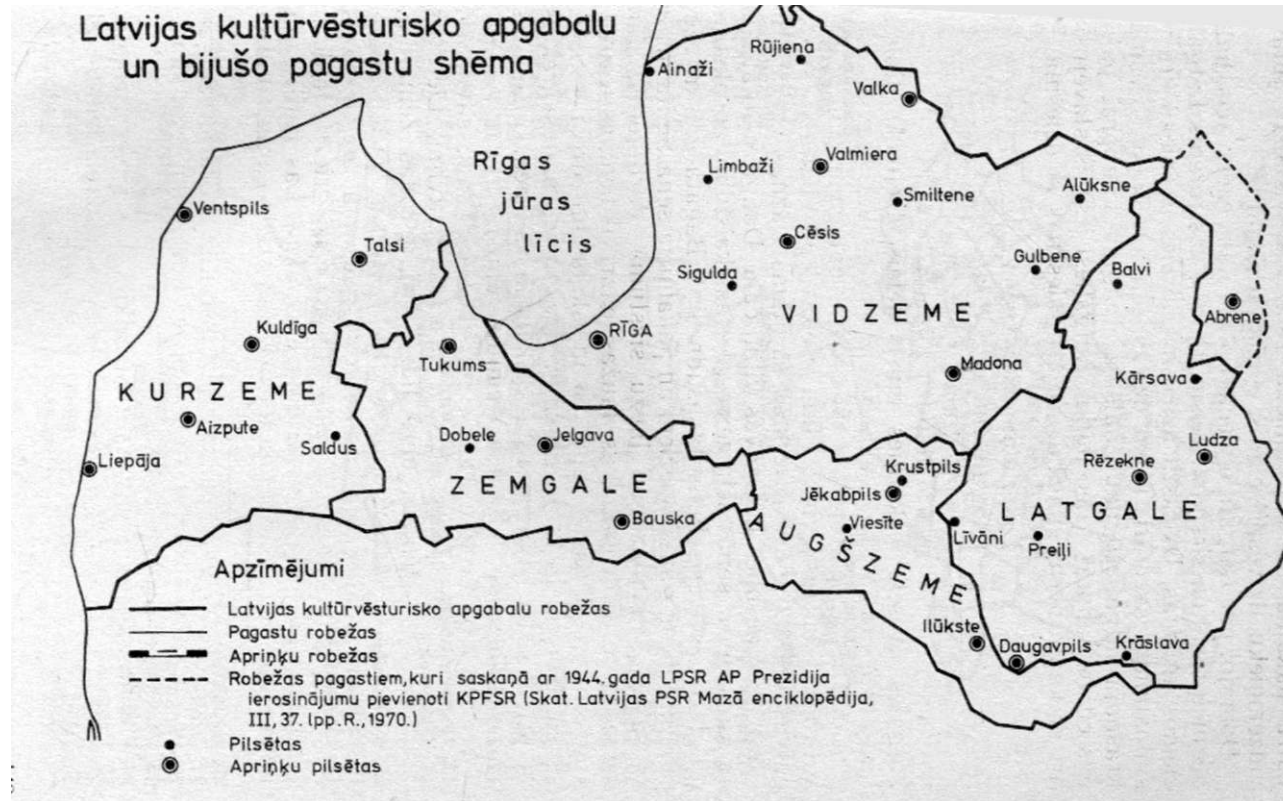 Latvijas kultūrvēsturisko apgabalu
un bijušo pagastu shēma
Rūjiena
Ainaži
Valka
Rīgas
jūras
līcis
Valmiera
Limbaži
Smiltene
Alūksne
Ventspils
Talsi
Cēsis
Gulbene
Balvi
Sigulda
VIDZEME
Abrene
Kuldīga
RĪGA
Tukums
Madona
Kārsava
KURZEME
Aizpute
Saldus
Dobele
Jelgava
Ludza
Liepāja
Krustpils
Rēzekne
ZEMGALE
Jēkabpils
LATGALE
Bauska
Viesīte
Līvāni
Preiļi
AUGŠZEME
Ilūkste
Daugavpils
Krāslava
Apzīmējumi
Latvijas kultūrvēsturisko apgabalu robežas
Pagastu robežas
Apriņķu robežas
Robežas pagastiem, kuri saskaņā ar 1944. gada LPSR AP Prezidija
ierosinājumu pievienoti KPFSR (Skat. Latvijas PSR Mazā enciklopēdija,
III, 37. lpp. R., 1970.)
Pilsētas
Apriņķu pilsētas